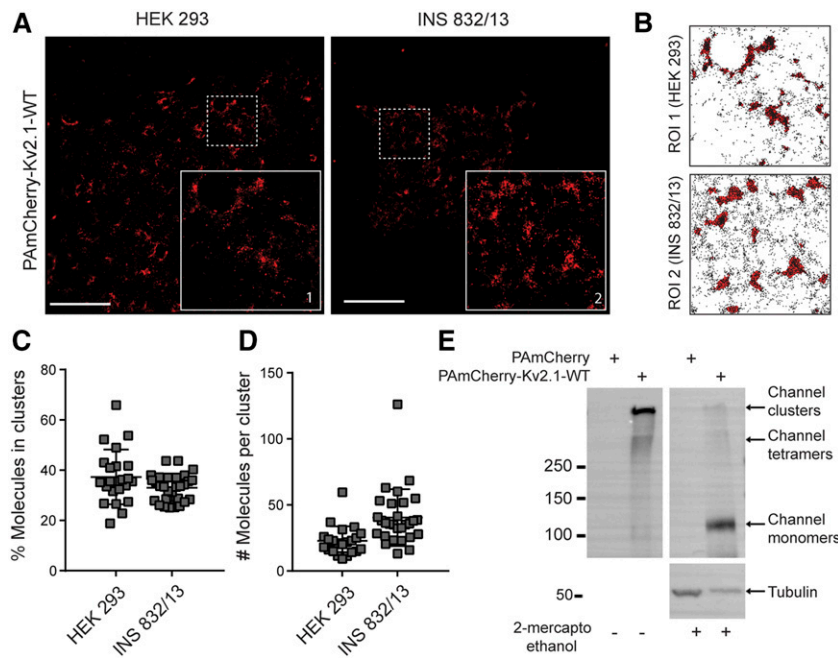 A
HEK 293
INS 832/13
PAmCherry-Kv2.1-WT
1
2
B
ROI 1 (HEK 293)
ROI 2 (INS 832/13)
C
% Molecules in clusters
80
60
40
20
0
HEK 293
INS 832/13
D
# Molecules per cluster
150
100
50
0
HEK 293
INS 832/13
E
PAmCherry + +
PAmCherry-Kv2.1-WT + +
Channel
clusters
Channel
tetramers
250
150
100
Channel
monomers
50
Tubulin
2-mercapto
ethanol - - + +